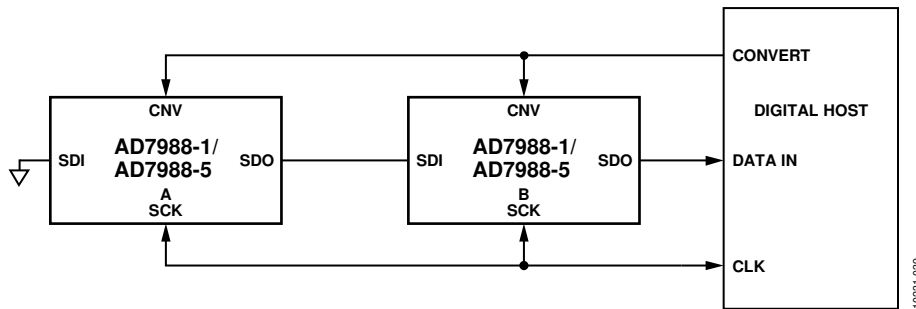 CONVERT
CNV
CNV
DIGITAL HOST
AD7988-1/
AD7988-5
AD7988-1/
AD7988-5
SDI
SDO
SDI
SDO
DATA IN
A
SCK
B
SCK
CLK